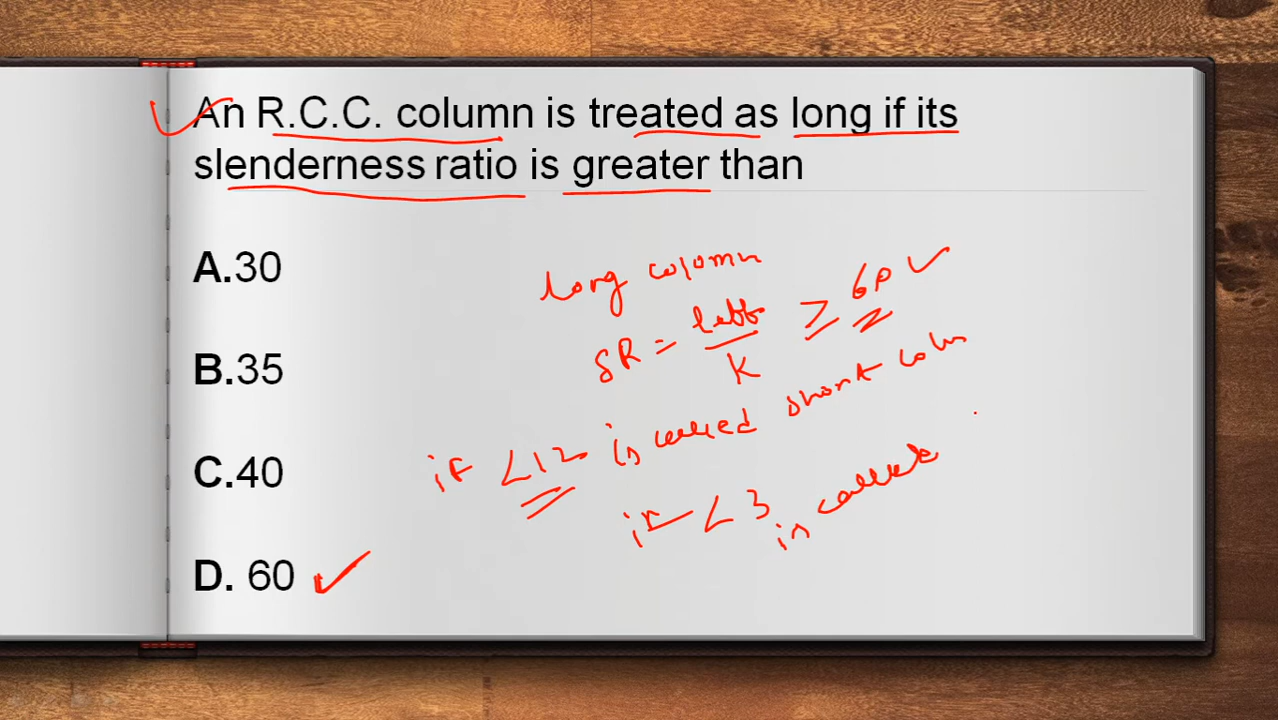 An R.C.C. column is treated as long if its
slenderness ratio is greater than
A.30
B.35
C.40
D. 60
long column
SR = leff / K ≥ 60
if <12 is called short colu
if < 3
is called